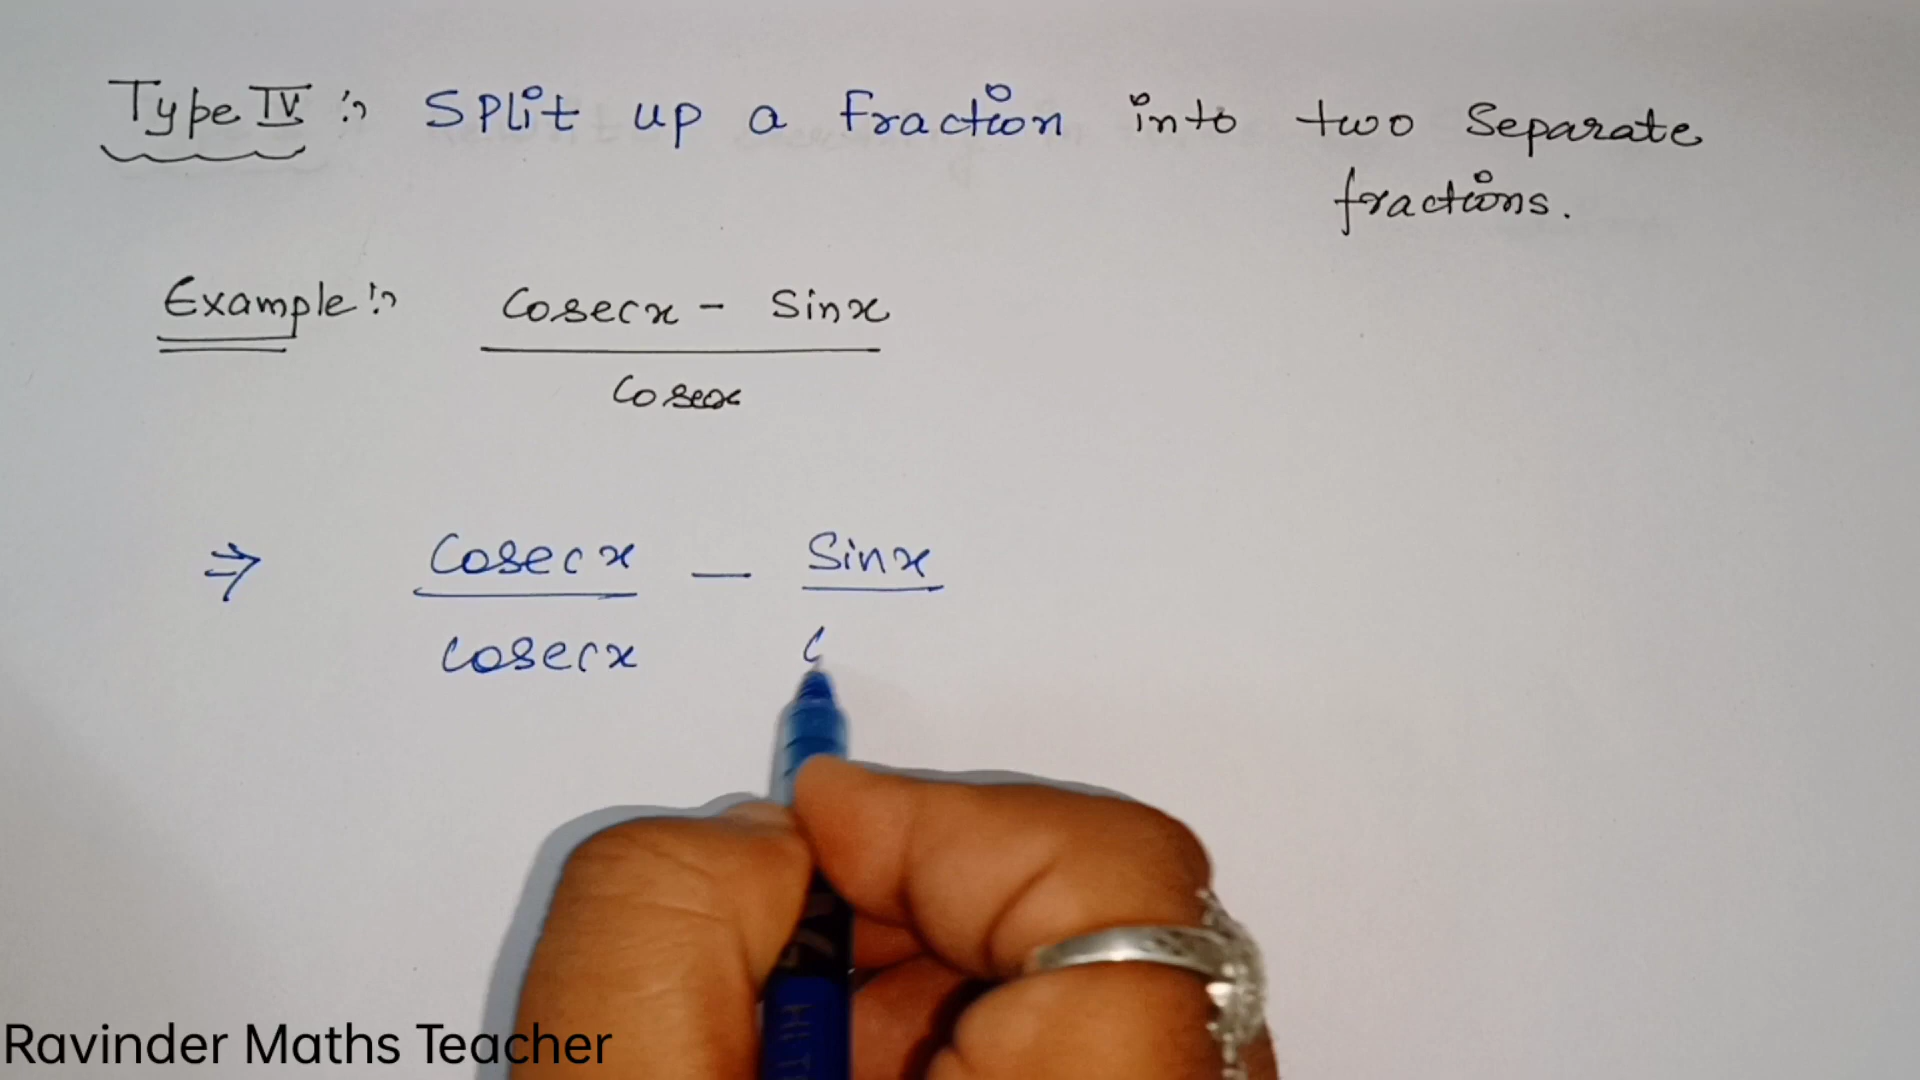 Type IV :- Split up a fraction into two Separate
fractions.
Example :- Cosecx - Sinx
Cosecx
⇒ Cosecx — Sinx
cosecx C
Ravinder Maths Teacher